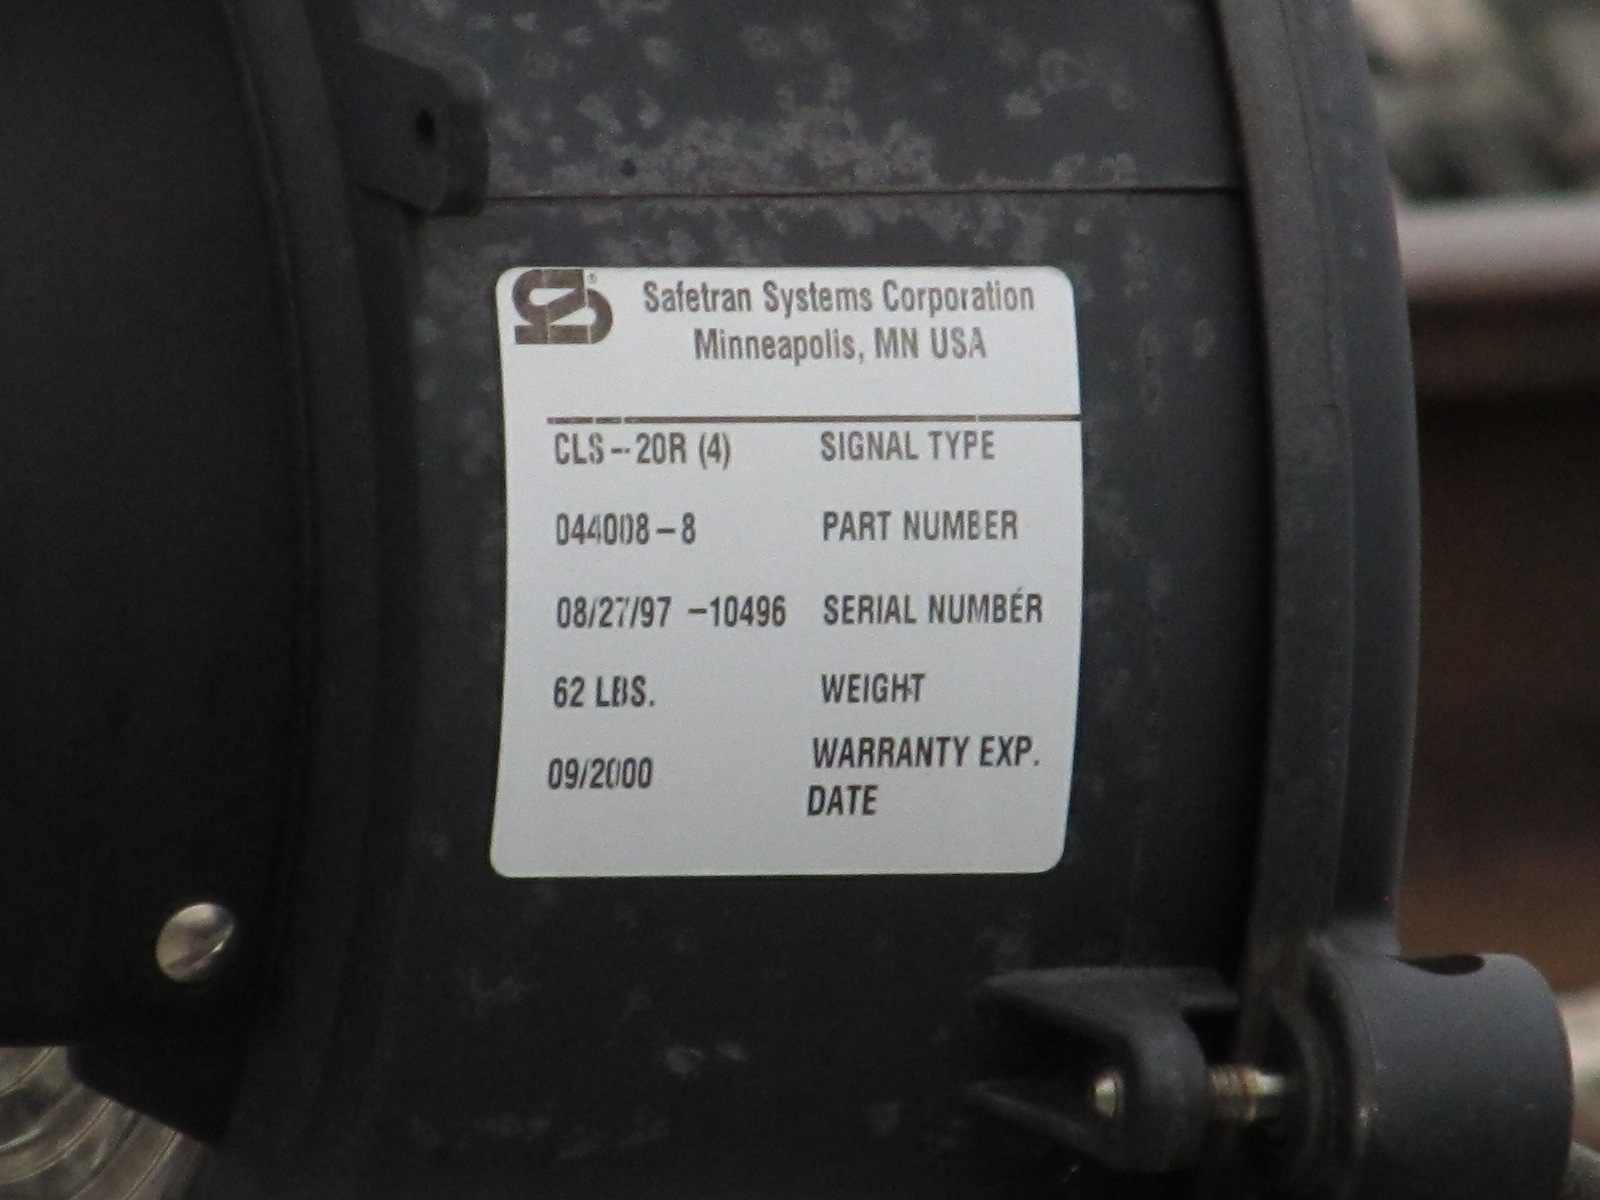 Safetran Systems Corporation
Minneapolis, MN USA
CLS--20R (4) SIGNAL TYPE
044008-8 PART NUMBER
08/27/97 -10496 SERIAL NUMBER
62 LBS. WEIGHT
09/2000 WARRANTY EXP.
DATE